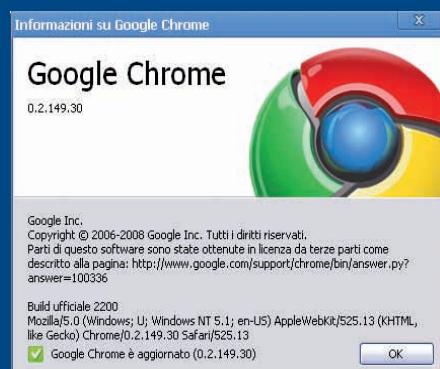 Informazioni su Google Chrome
X
Google Chrome
0.2.149.30
Google Inc.
Copyright © 2006-2008 Google Inc. Tutti i diritti riservati.
Parti di questo software sono state ottenute in licenza da terze parti come
descritto alla pagina: http://www.google.com/support/chrome/bin/answer.py?
answer=100336
Build ufficiale 2200
Mozilla/5.0 (Windows; U; Windows NT 5.1; en-US) AppleWebKit/525.13 (KHTML,
like Gecko) Chrome/0.2.149.30 Safari/525.13
Google Chrome è aggiornato (0.2.149.30)
OK